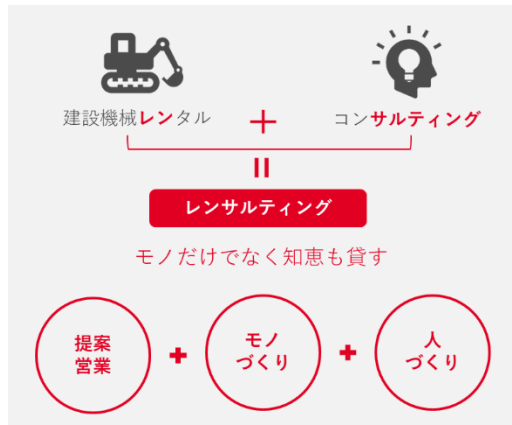 建設機械レンタル + コンサルティング
=
レンサルティング
モノだけでなく知恵も貸す
提案
営業
+
モノ
づくり
+
人
づくり